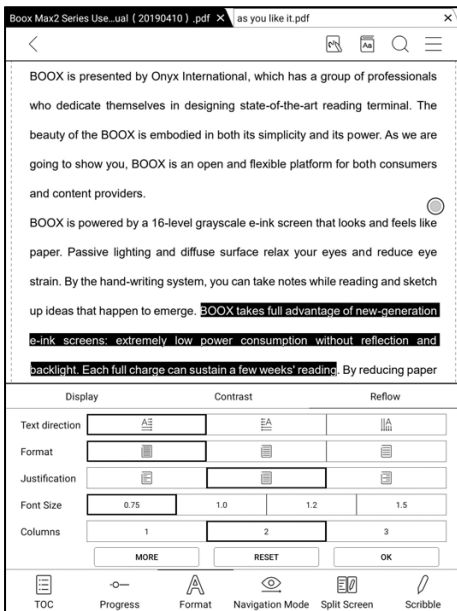 Boox Max2 Series Use...ual (20190410) .pdf ×
as you like it.pdf ×
Aa
BOOX is presented by Onyx International, which has a group of professionals
who dedicate themselves in designing state-of-the-art reading terminal. The
beauty of the BOOX is embodied in both its simplicity and its power. As we are
going to show you, BOOX is an open and flexible platform for both consumers
and content providers.
BOOX is powered by a 16-level grayscale e-ink screen that looks and feels like
paper. Passive lighting and diffuse surface relax your eyes and reduce eye
strain. By the hand-writing system, you can take notes while reading and sketch
up ideas that happen to emerge. BOOX takes full advantage of new-generation
e-ink screens: extremely low power consumption without reflection and
backlight. Each full charge can sustain a few weeks' reading. By reducing paper
Display Contrast Reflow
Text direction
Format
Justification
Font Size 0.75 1.0 1.2 1.5
Columns 1 2 3
MORE RESET OK
TOC Progress Format Navigation Mode Split Screen Scribble